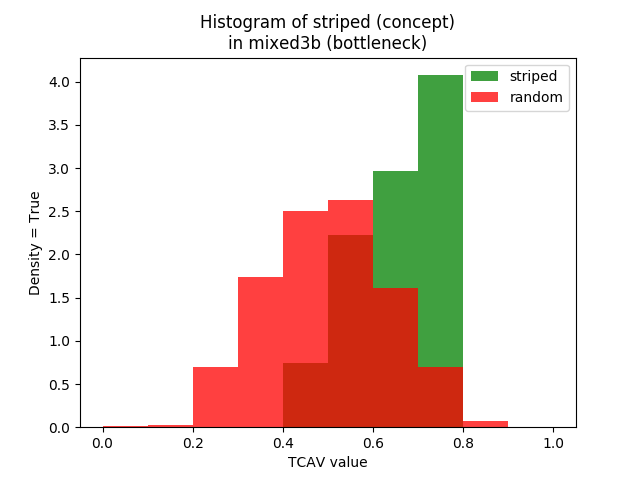 Histogram of striped (concept)
in mixed3b (bottleneck)
striped
random
Density = True
4.0
3.5
3.0
2.5
2.0
1.5
1.0
0.5
0.0
0.0 0.2 0.4 0.6 0.8 1.0
TCAV value